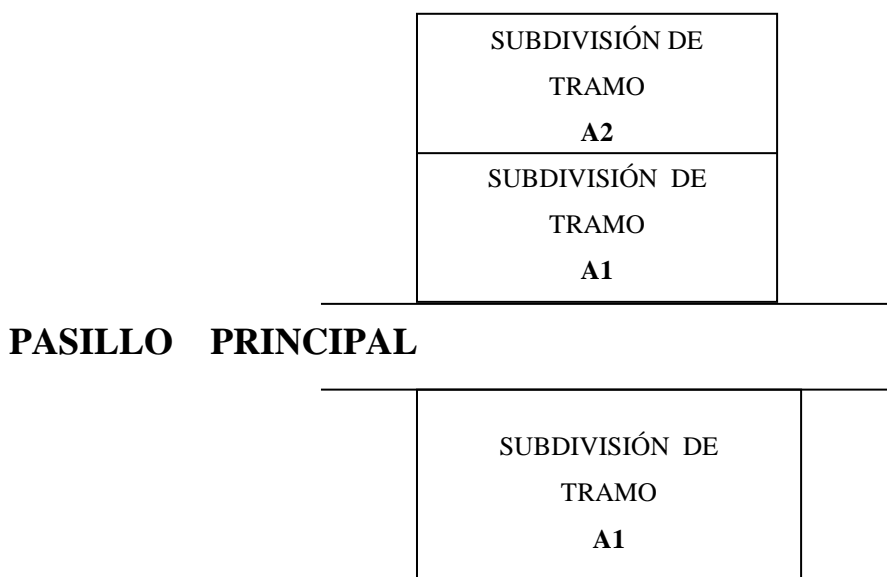 SUBDIVISIÓN DE
TRAMO
A2
SUBDIVISIÓN DE
TRAMO
A1
PASILLO PRINCIPAL
SUBDIVISIÓN DE
TRAMO
A1